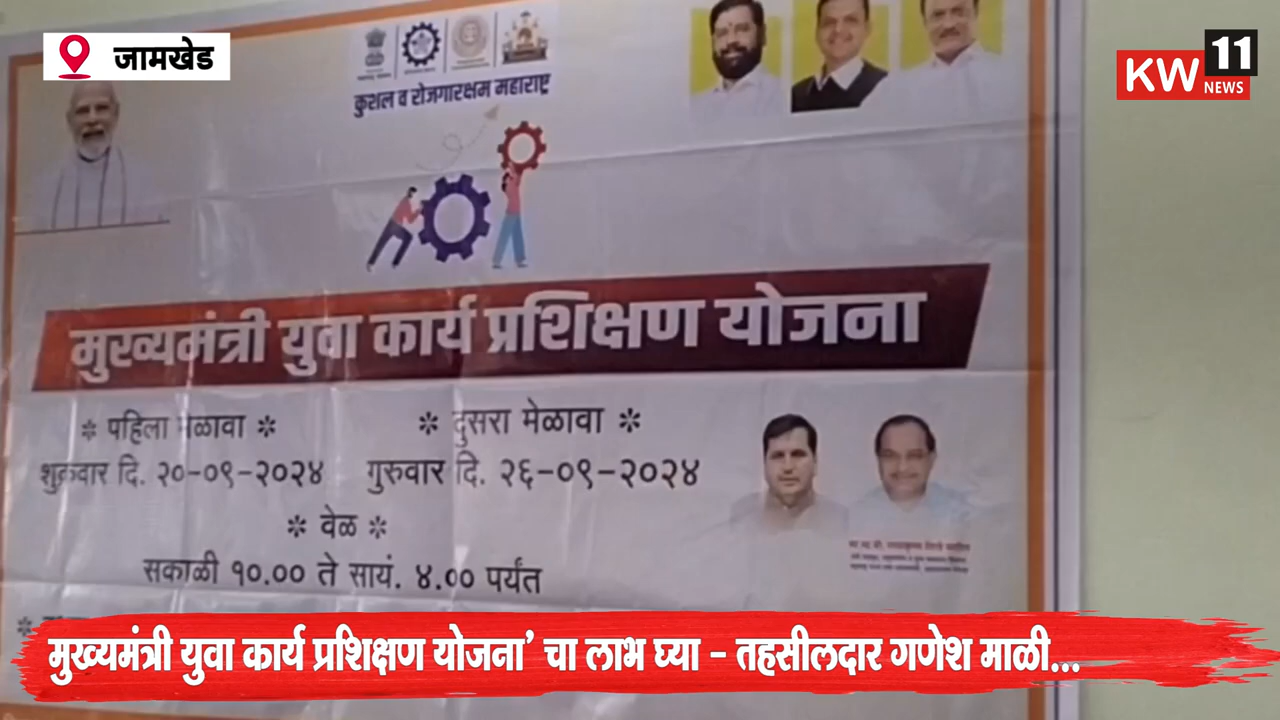 जामखेड
KW 11 NEWS
कुशल व रोजगारक्षम महाराष्ट्र
मुख्यमंत्री युवा कार्य प्रशिक्षण योजना
* पहिला मेळावा *
* दुसरा मेळावा *
शुक्रवार दि. २०-०९-२०२४
गुरुवार दि. २६-०९-२०२४
* वेळ *
सकाळी १०.०० ते सायं. ४.०० पर्यंत
मुख्यमंत्री युवा कार्य प्रशिक्षण योजना’ चा लाभ घ्या - तहसीलदार गणेश माळी...